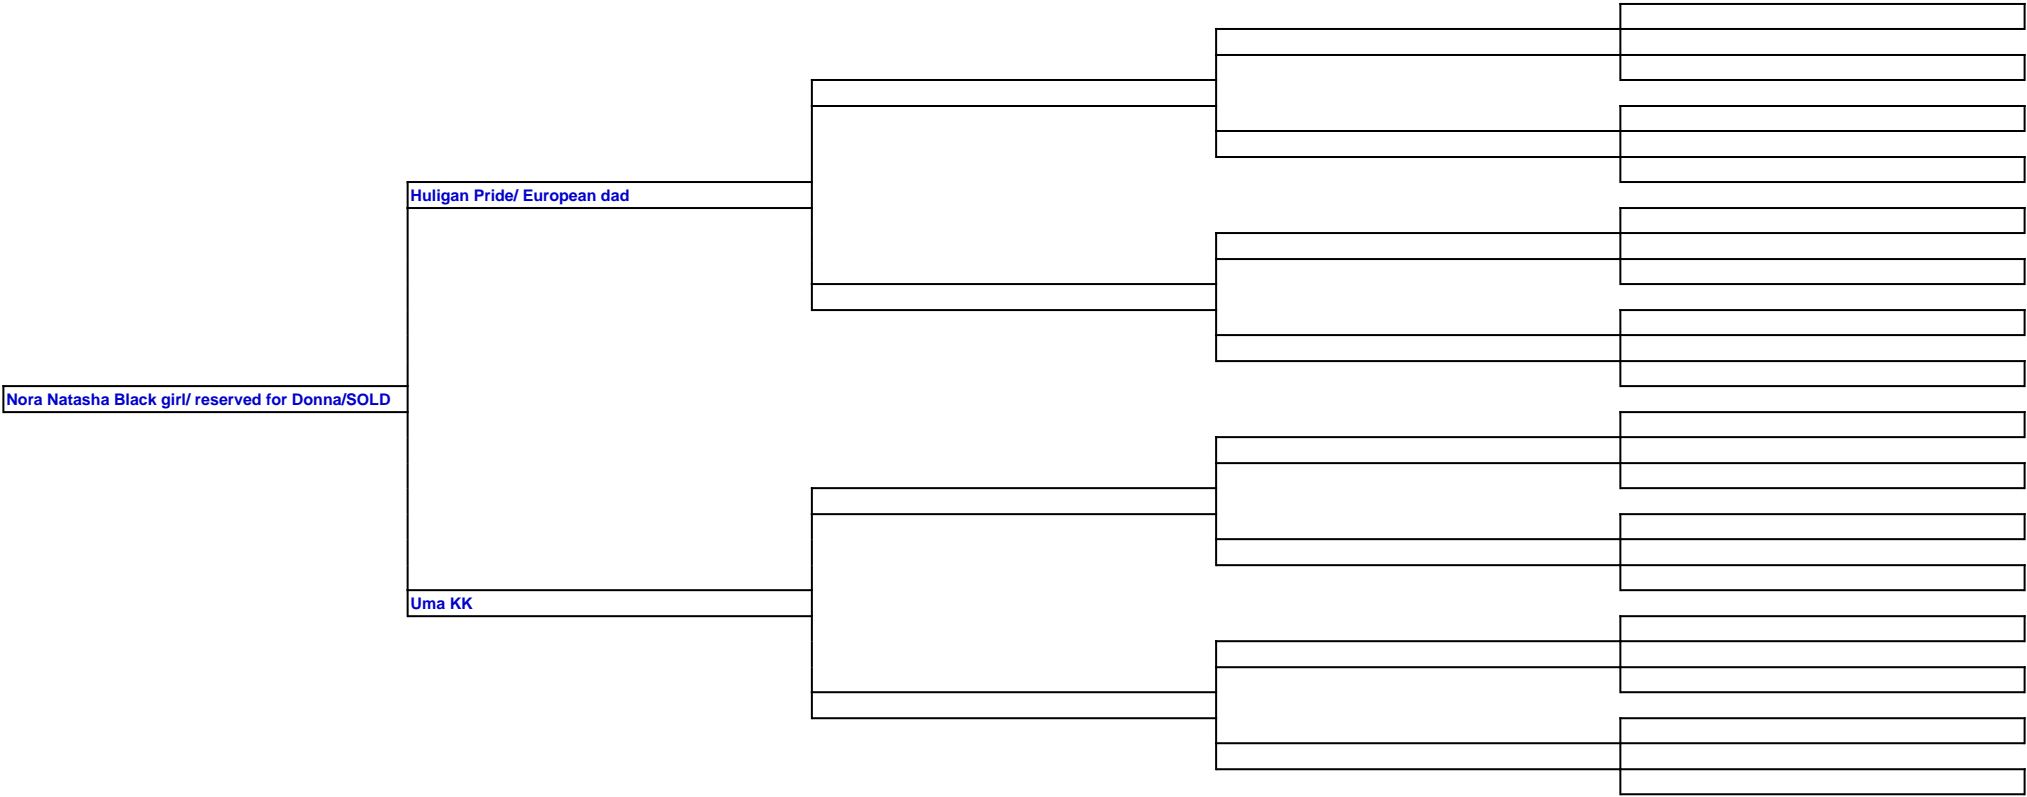 Huligan Pride/ European dad
Nora Natasha Black girl/ reserved for Donna/SOLD
Uma KK